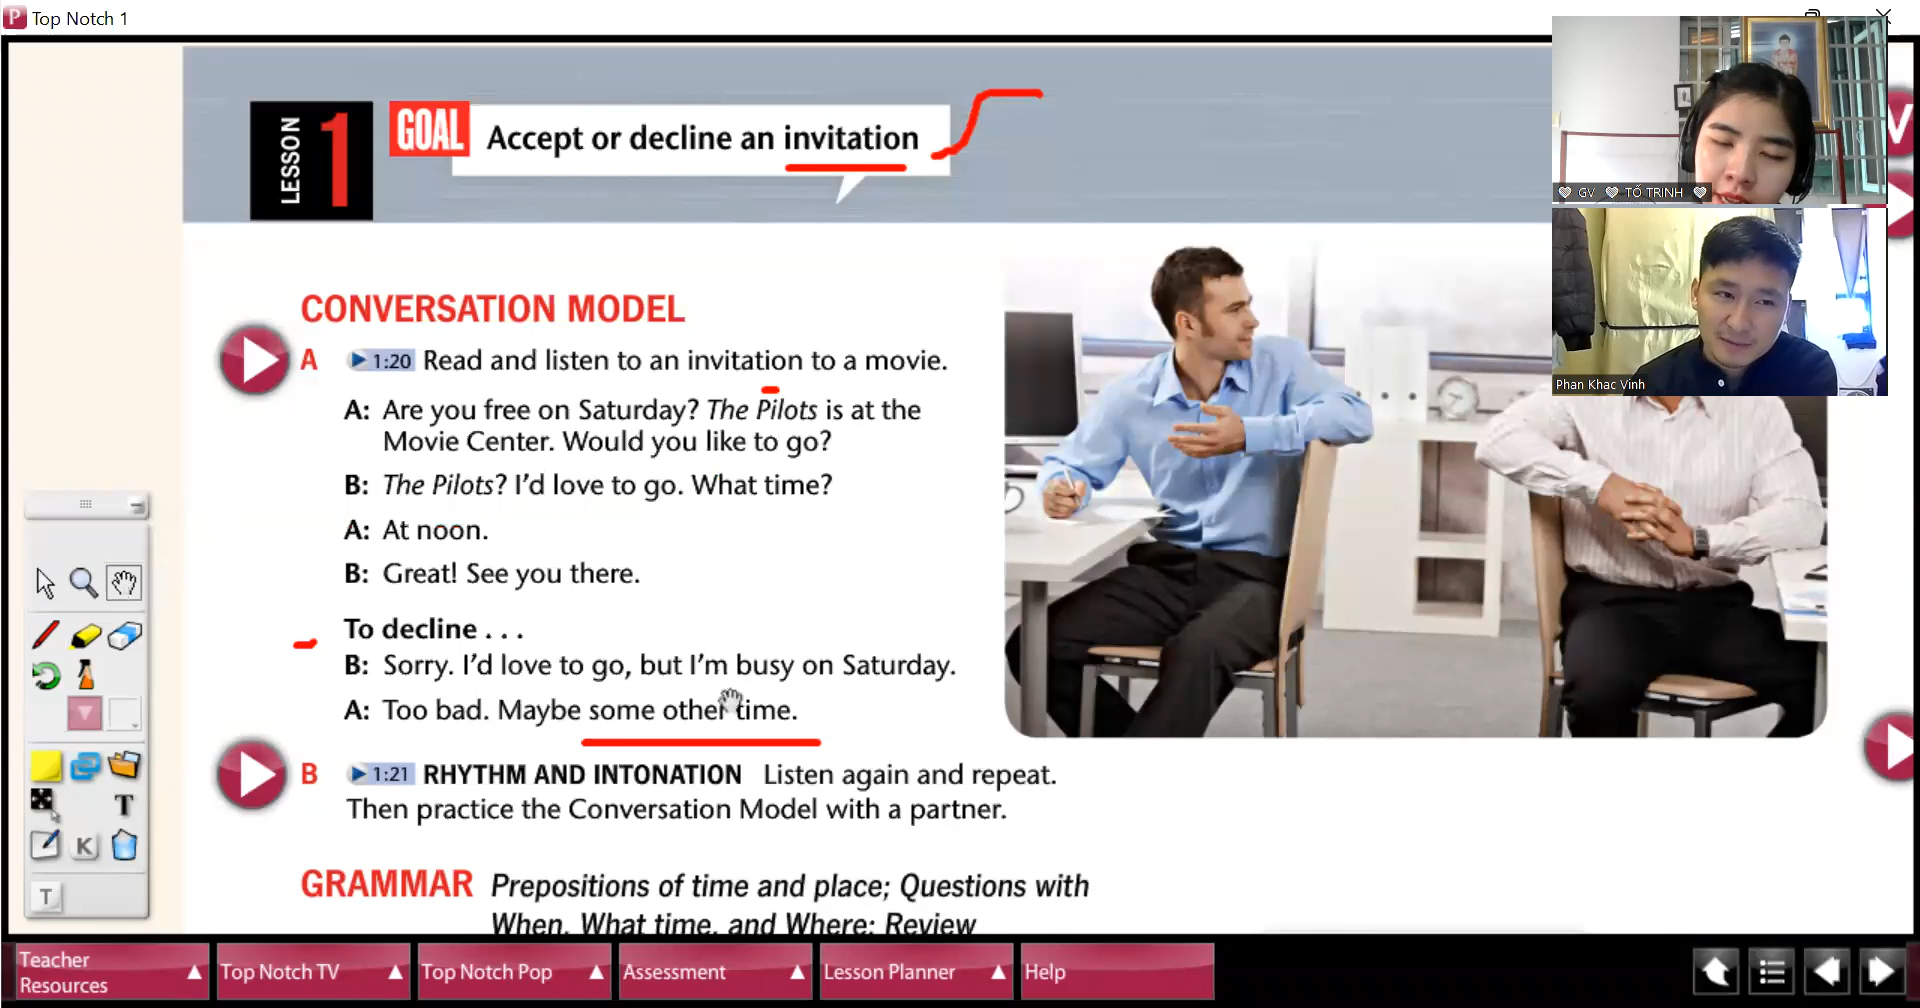 Top Notch 1
LESSON 1
GOAL
Accept or decline an invitation
CONVERSATION MODEL
A 1:20 Read and listen to an invitation to a movie.
A: Are you free on Saturday? The Pilots is at the
Movie Center. Would you like to go?
B: The Pilots? I'd love to go. What time?
A: At noon.
B: Great! See you there.
To decline . . .
B: Sorry. I'd love to go, but I'm busy on Saturday.
A: Too bad. Maybe some other time.
B 1:21 RHYTHM AND INTONATION Listen again and repeat.
Then practice the Conversation Model with a partner.
GRAMMAR Prepositions of time and place; Questions with
When, What time, and Where: Review
GV TỐ TRINH
Phan Khac Vinh
T
K
T
Teacher
Resources
Top Notch TV
Top Notch Pop
Assessment
Lesson Planner
Help